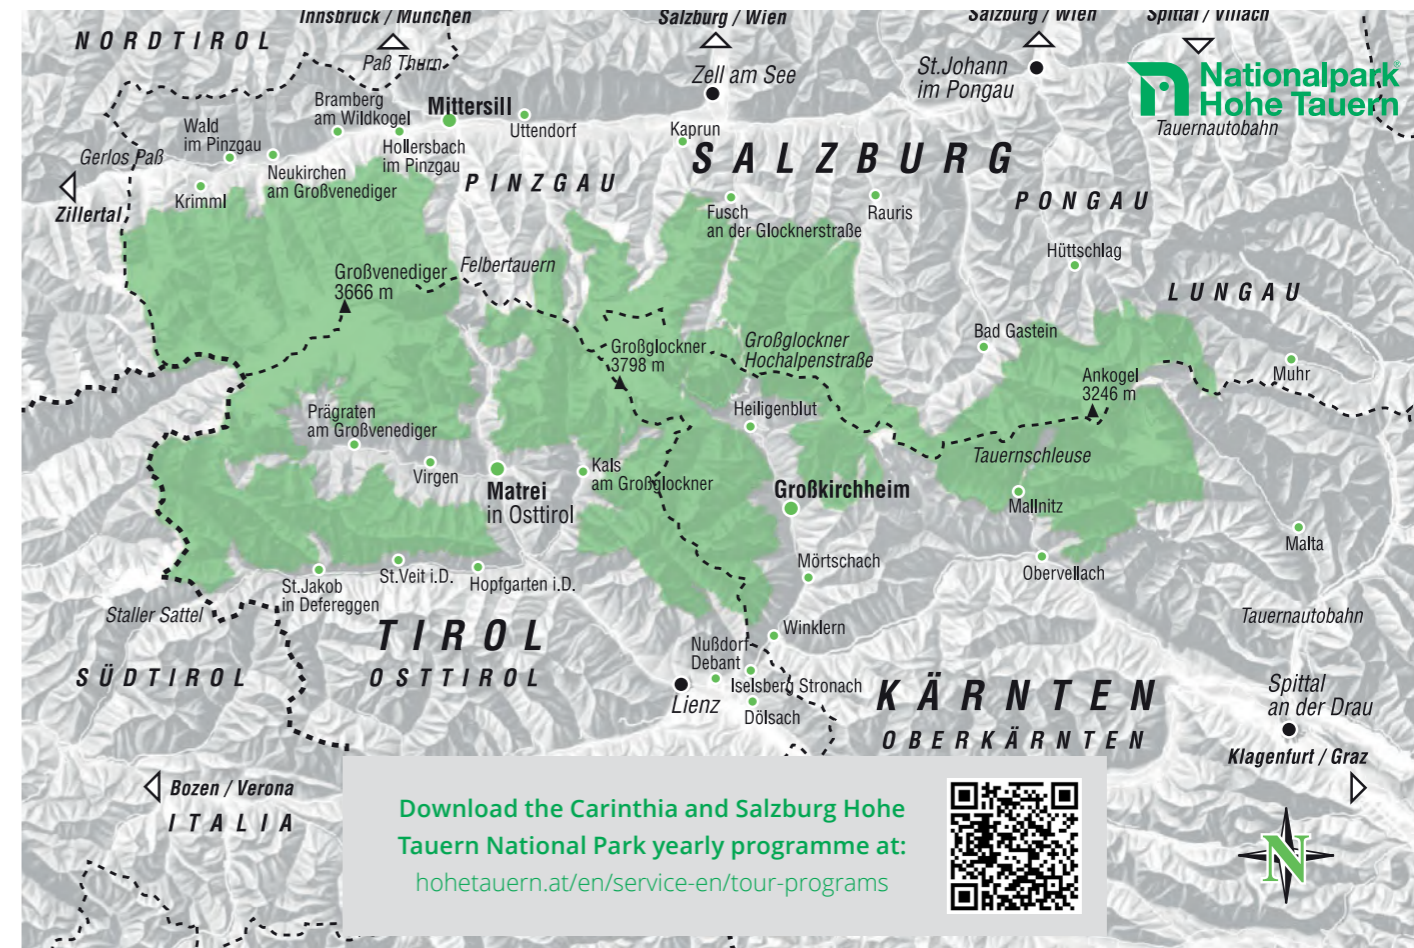 Innsbruck / München
Salzburg / Wien
Salzburg / Wien
Spittal / Villach
NORDTIROL
Paß Thurn
Zell am See
St.Johann
im Pongau
Nationalpark®
Hohe Tauern
Tauernautobahn
Bramberg
am Wildkogel
Mittersill
Uttendorf
Kaprun
Wald
im Pinzgau
Hollersbach
im Pinzgau
Gerlos Paß
Neukirchen
am Großvenediger
SALZBURG
PINZGAU
Krimml
Zillertal
Fusch
an der Glocknerstraße
Rauris
PONGAU
Hüttschlag
Großvenediger
3666 m
Felbertauern
LUNGAU
Großglockner
3798 m
Großglockner
Hochalpenstraße
Bad Gastein
Ankogel
3246 m
Muhr
Prägraten
am Großvenediger
Heiligenblut
Tauernschleuse
Virgen
Matrei
in Osttirol
Kals
am Großglockner
Großkirchheim
Mallnitz
Malta
St.Jakob
in Defereggen
St.Veit i.D.
Hopfgarten i.D.
Mörtschach
Obervellach
Staller Sattel
Tauernautobahn
TIROL
OSTTIROL
Winklern
Nußdorf
Debant
Iselsberg Stronach
SÜDTIROL
Lienz
Dölsach
KÄRNTEN
OBERKÄRNTEN
Spittal
an der Drau
Klagenfurt / Graz
Bozen / Verona
ITALIA
Download the Carinthia and Salzburg Hohe
Tauern National Park yearly programme at:
hohetauern.at/en/service-en/tour-programs
N